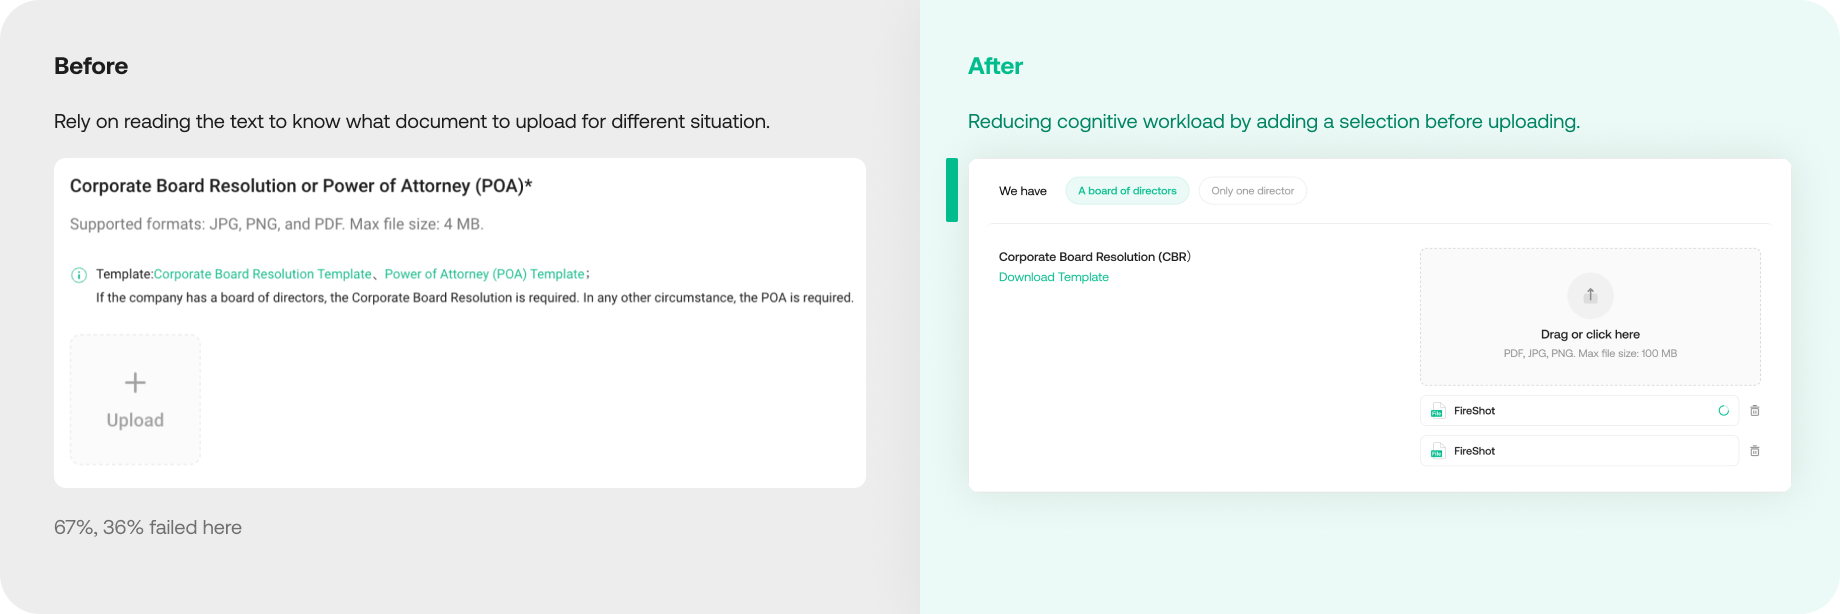 Before
Rely on reading the text to know what document to upload for different situation.
Corporate Board Resolution or Power of Attorney (POA)*
Supported formats: JPG, PNG, and PDF. Max file size: 4 MB.
Template:Corporate Board Resolution Template、Power of Attorney (POA) Template；
If the company has a board of directors, the Corporate Board Resolution is required. In any other circumstance, the POA is required.
Upload
67%, 36% failed here
After
Reducing cognitive workload by adding a selection before uploading.
We have A board of directors Only one director
Corporate Board Resolution (CBR）
Download Template
Drag or click here
PDF, JPG, PNG. Max file size: 100 MB
File FireShot
File FireShot